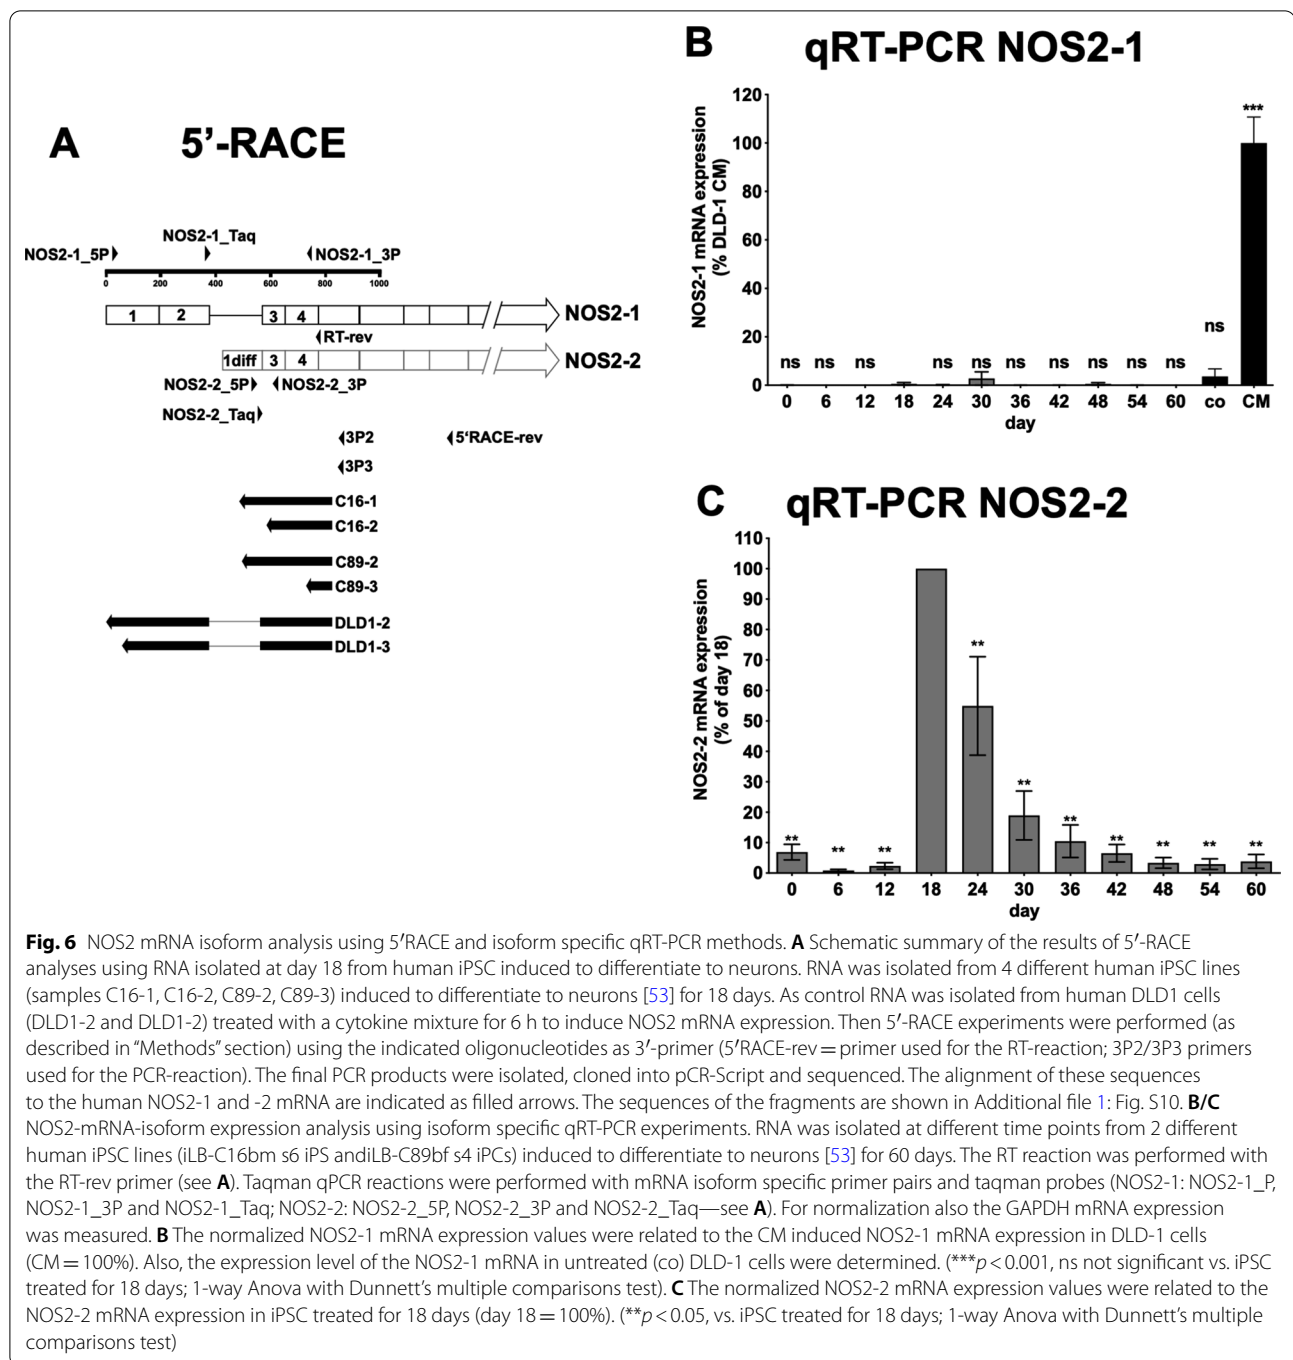 A 5’-RACE
NOS2-1_Taq
NOS2-1_5P NOS2-1_3P
0 200 400 600 800 1000
1 2 3 4 NOS2-1
RT-rev
1diff 3 4 NOS2-2
NOS2-2_5P NOS2-2_3P
NOS2-2_Taq
3P2 5‘RACE-rev
3P3
C16-1
C16-2
C89-2
C89-3
DLD1-2
DLD1-3
B qRT-PCR NOS2-1
NOS2-1 mRNA expression
(% DLD-1 CM)
120
100
80
60
40
20
0
ns ns ns ns ns ns ns ns ns ns ns ***
0 6 12 18 24 30 36 42 48 54 60 co CM
day
C qRT-PCR NOS2-2
NOS2-2 mRNA expression
(% of day 18)
110
100
90
80
70
60
50
40
30
20
10
0
** ** ** ** ** ** ** ** ** **
0 6 12 18 24 30 36 42 48 54 60
day
Fig. 6 NOS2 mRNA isoform analysis using 5′RACE and isoform specific qRT-PCR methods. A Schematic summary of the results of 5′-RACE
analyses using RNA isolated at day 18 from human iPSC induced to differentiate to neurons. RNA was isolated from 4 different human iPSC lines
(samples C16-1, C16-2, C89-2, C89-3) induced to differentiate to neurons [53] for 18 days. As control RNA was isolated from human DLD1 cells
(DLD1-2 and DLD1-2) treated with a cytokine mixture for 6 h to induce NOS2 mRNA expression. Then 5′-RACE experiments were performed (as
described in “Methods” section) using the indicated oligonucleotides as 3′-primer (5′RACE-rev = primer used for the RT-reaction; 3P2/3P3 primers
used for the PCR-reaction). The final PCR products were isolated, cloned into pCR-Script and sequenced. The alignment of these sequences
to the human NOS2-1 and -2 mRNA are indicated as filled arrows. The sequences of the fragments are shown in Additional file 1: Fig. S10. B/C
NOS2-mRNA-isoform expression analysis using isoform specific qRT-PCR experiments. RNA was isolated at different time points from 2 different
human iPSC lines (iLB-C16bm s6 iPS andiLB-C89bf s4 iPCs) induced to differentiate to neurons [53] for 60 days. The RT reaction was performed with
the RT-rev primer (see A). Taqman qPCR reactions were performed with mRNA isoform specific primer pairs and taqman probes (NOS2-1: NOS2-1_P,
NOS2-1_3P and NOS2-1_Taq; NOS2-2: NOS2-2_5P, NOS2-2_3P and NOS2-2_Taq—see A). For normalization also the GAPDH mRNA expression
was measured. B The normalized NOS2-1 mRNA expression values were related to the CM induced NOS2-1 mRNA expression in DLD-1 cells
(CM = 100%). Also, the expression level of the NOS2-1 mRNA in untreated (co) DLD-1 cells were determined. (***p < 0.001, ns not significant vs. iPSC
treated for 18 days; 1-way Anova with Dunnett’s multiple comparisons test). C The normalized NOS2-2 mRNA expression values were related to the
NOS2-2 mRNA expression in iPSC treated for 18 days (day 18 = 100%). (**p < 0.05, vs. iPSC treated for 18 days; 1-way Anova with Dunnett’s multiple
comparisons test)